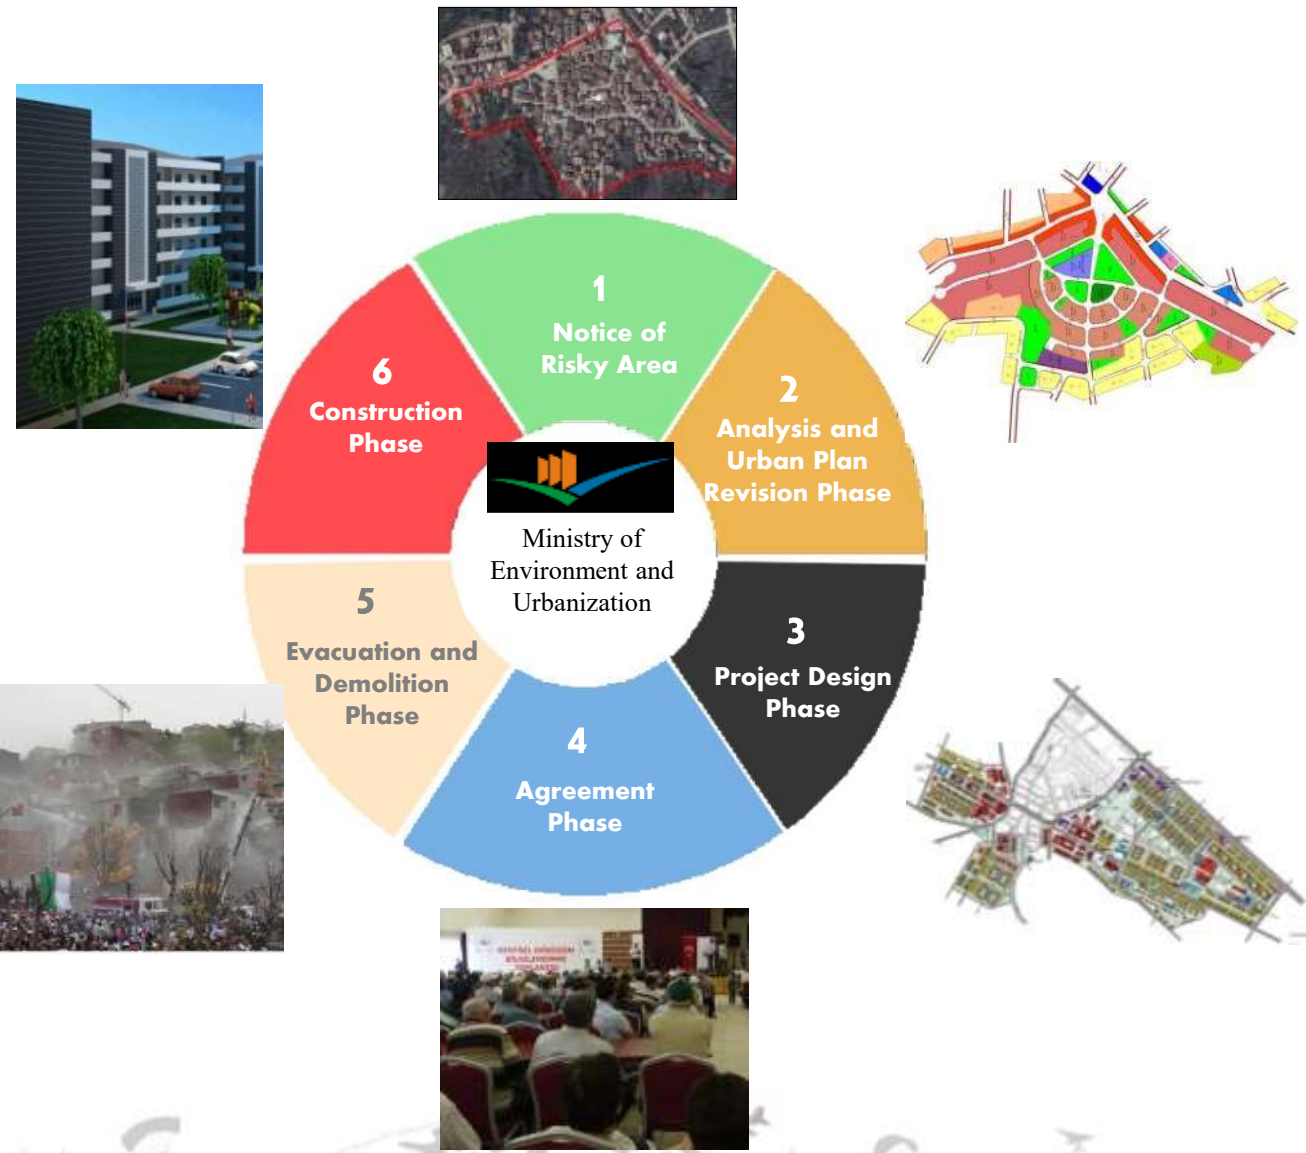 1
Notice of
Risky Area
2
Analysis and
Urban Plan
Revision Phase
3
Project Design
Phase
4
Agreement
Phase
5
Evacuation and
Demolition
Phase
6
Construction
Phase
Ministry of
Environment and
Urbanization